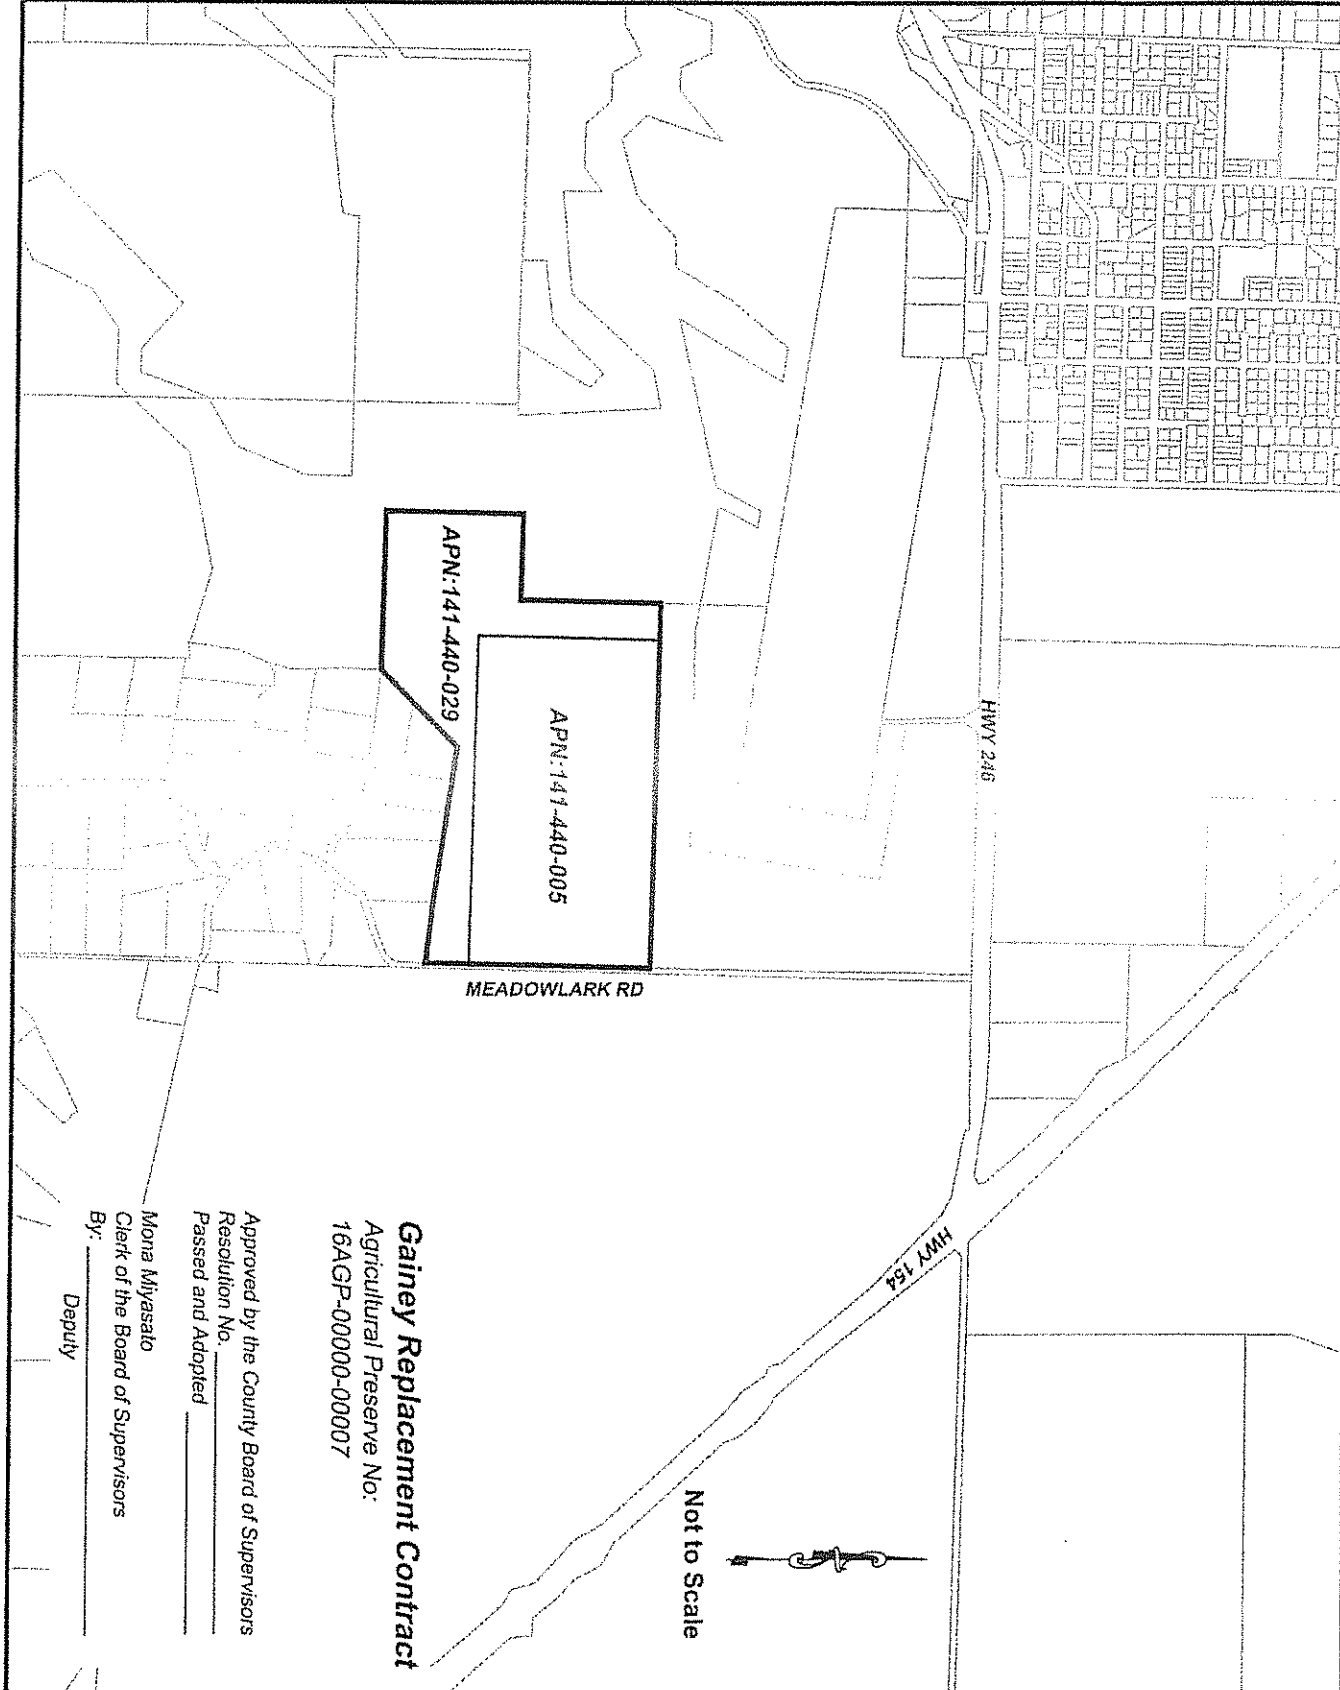 HWY 246
APN:141-440-005
APN:141-440-029
MEADOWLARK RD
HWY 154
Not to Scale
Gainey Replacement Contract
Agricultural Preserve No:
16AGP-00000-00007
Approved by the County Board of Supervisors
Resolution No.
Passed and Adopted
Mona Miyasato
Clerk of the Board of Supervisors
By:
Deputy